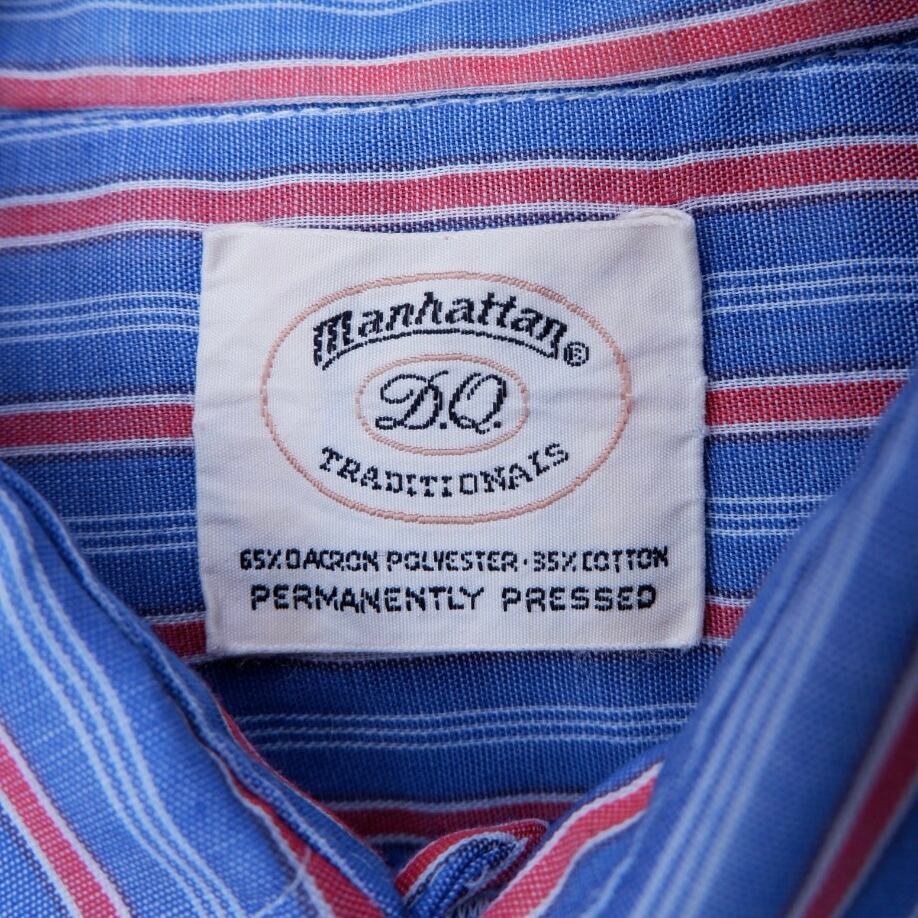 Manhattan®
D.Q.
TRADITIONALS
65% DACRON POLYESTER · 35% COTTON
PERMANENTLY PRESSED